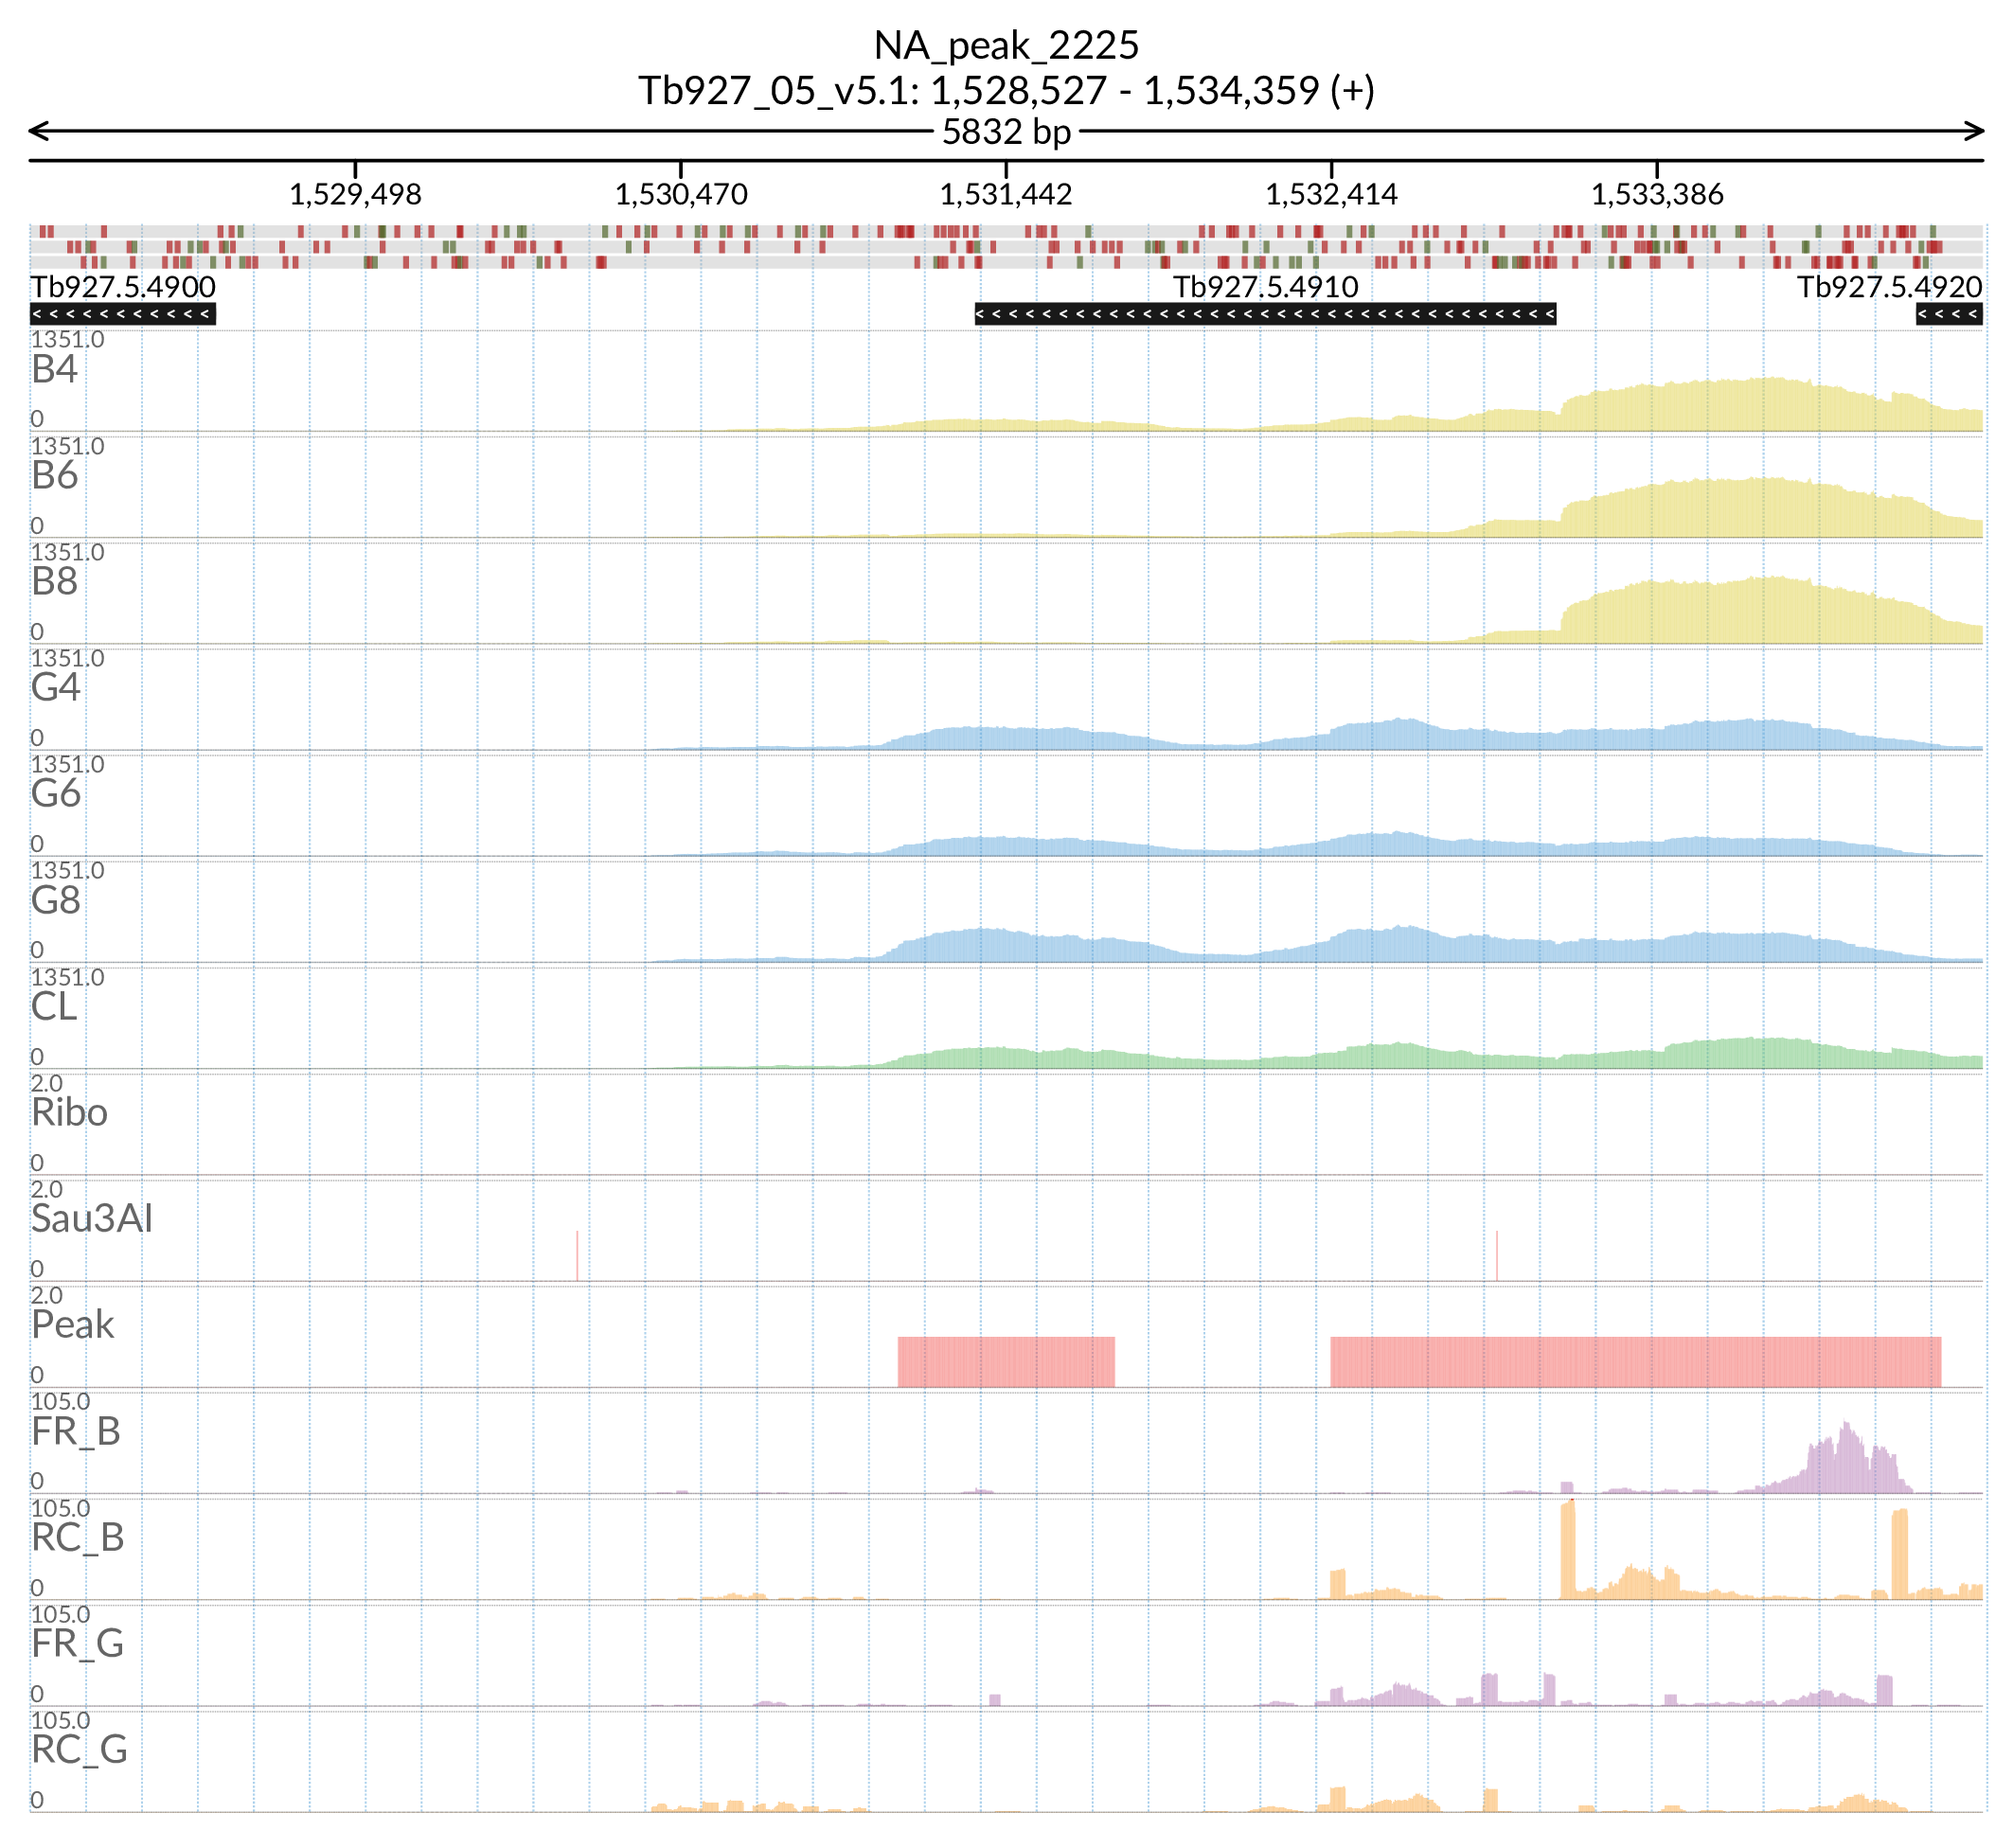 NA_peak_2225
Tb927_05_v5.1: 1,528,527 - 1,534,359 (+)
5832 bp
1,529,498 1,530,470 1,531,442 1,532,414 1,533,386
Tb927.5.4900 Tb927.5.4910 Tb927.5.4920
1351.0
B4
0
1351.0
B6
0
1351.0
B8
0
1351.0
G4
0
1351.0
G6
0
1351.0
G8
0
1351.0
CL
0
2.0
Ribo
0
2.0
Sau3AI
0
2.0
Peak
0
105.0
FR_B
0
105.0
RC_B
0
105.0
FR_G
0
105.0
RC_G
0